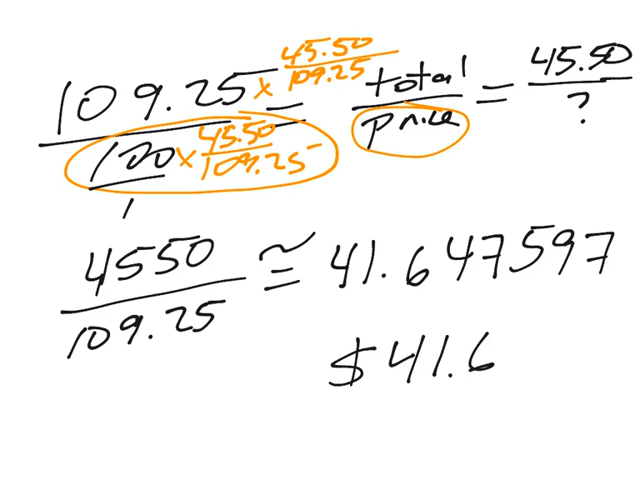 109.25 × 45.50/109.25 = total/price = 45.50/?
100 × 45.50/109.25
1
4550/109.25 ≅ 41.647597
$41.6